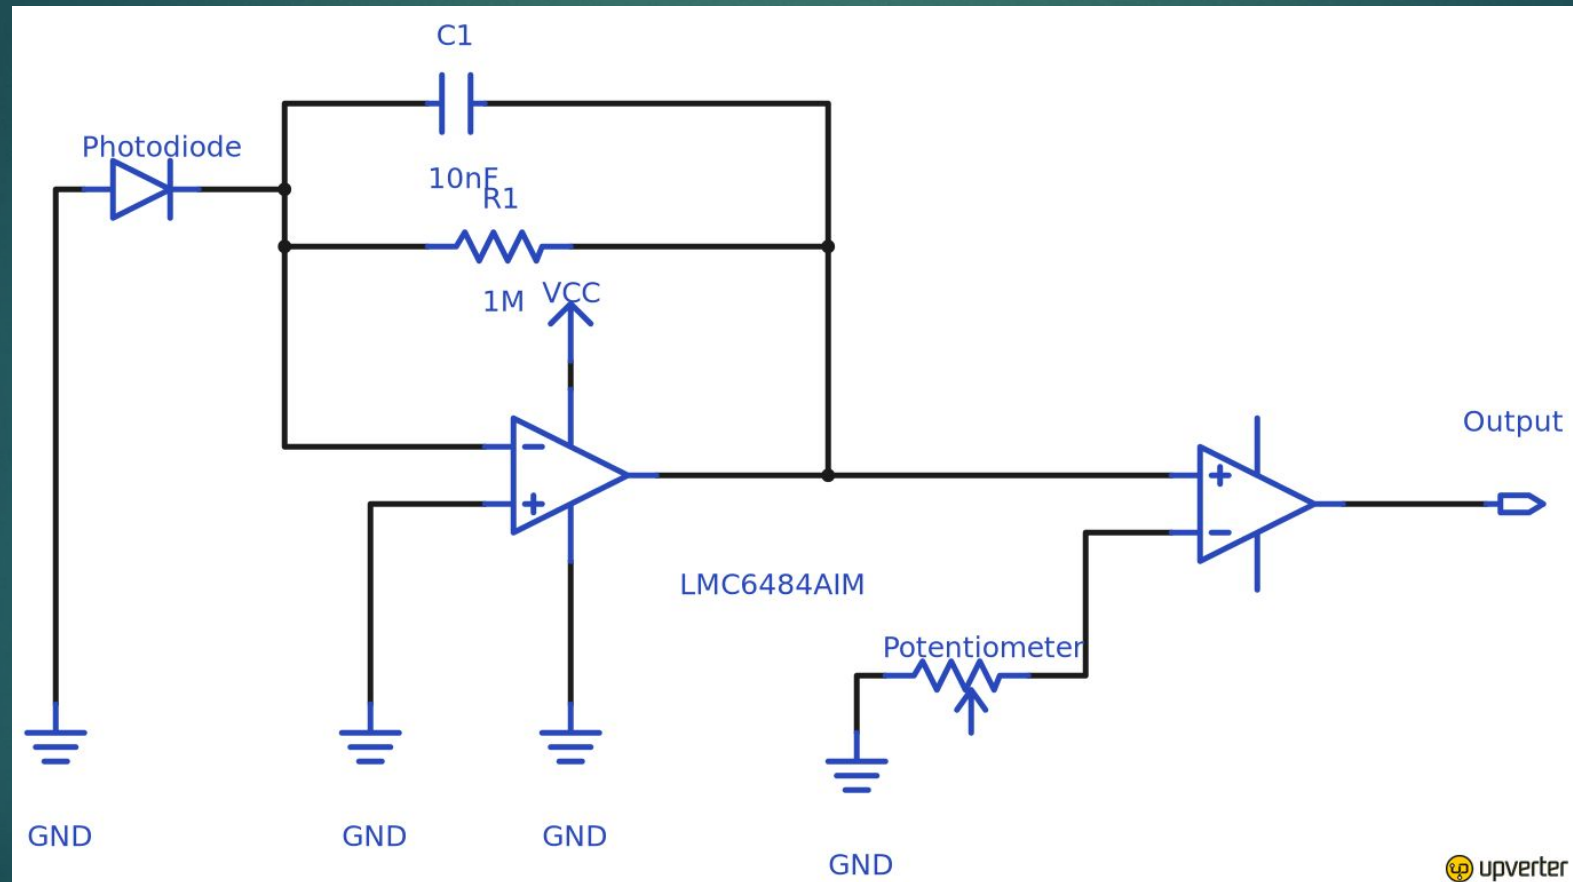 C1
Photodiode
10nF
R1
1M
VCC
Output
LMC6484AIM
Potentiometer
GND
GND
GND
GND
upverter